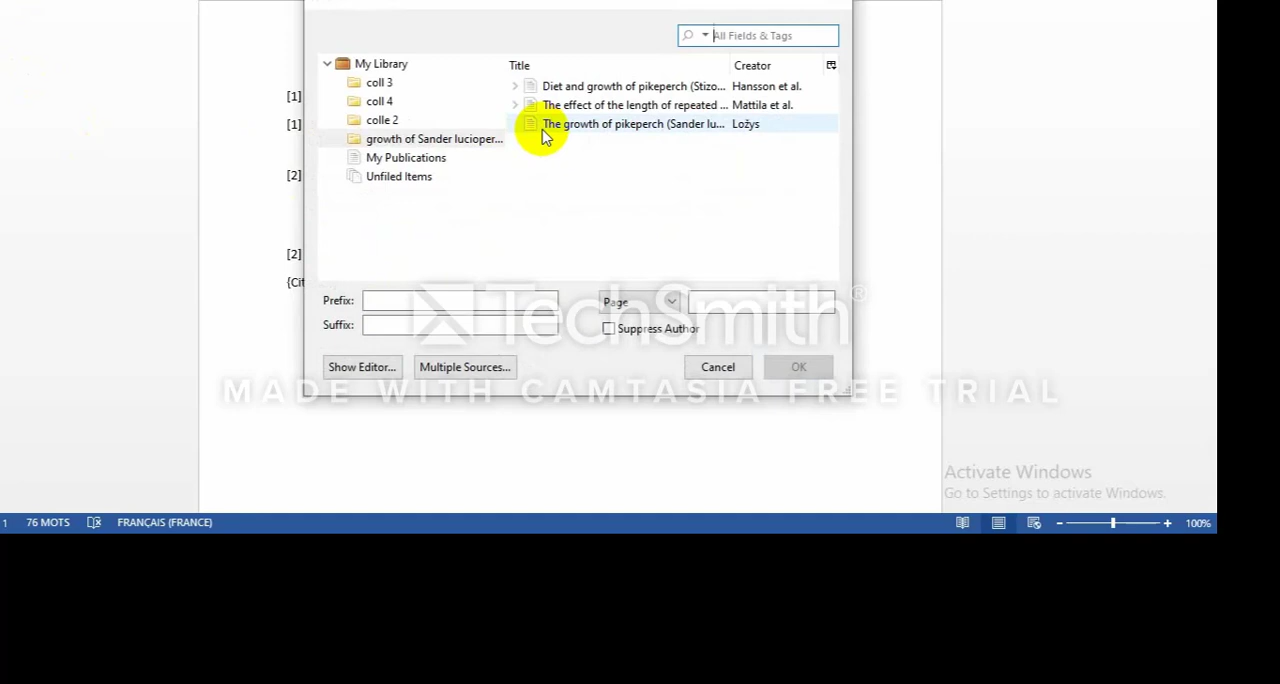 All Fields & Tags
My Library
Title
Creator
coll 3
Diet and growth of pikeperch (Stizo...
Hansson et al.
[1]
coll 4
The effect of the length of repeated ...
Mattila et al.
[1]
colle 2
The growth of pikeperch (Sander lu...
Ložys
growth of Sander lucioper...
My Publications
[2]
Unfiled Items
[2]
{Cit
Prefix:
Page
TechSmith®
Suffix:
Suppress Author
Show Editor...
Multiple Sources...
Cancel
OK
MADE WITH CAMTASIA FREE TRIAL
Activate Windows
Go to Settings to activate Windows.
1
76 MOTS
FRANÇAIS (FRANCE)
100%